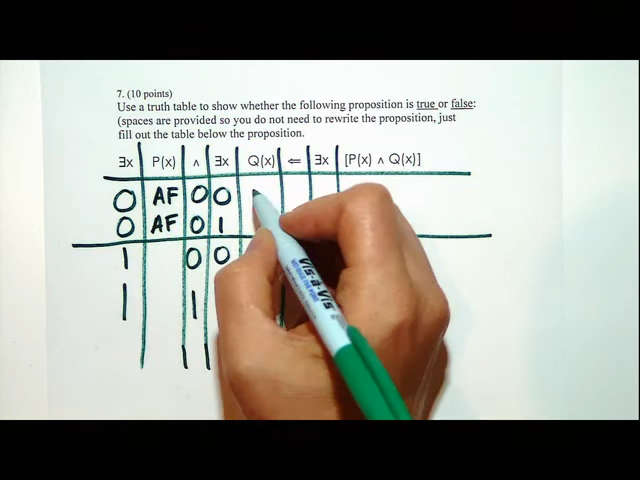 7. (10 points)
Use a truth table to show whether the following proposition is true or false:
(spaces are provided so you do not need to rewrite the proposition, just
fill out the table below the proposition.
∃x P(x) ∧ ∃x Q(x) ⇐ ∃x [P(x) ∧ Q(x)]
0 AF 0 0
0 AF 0 1
1 0 0
1 1
VIS-À-VIS